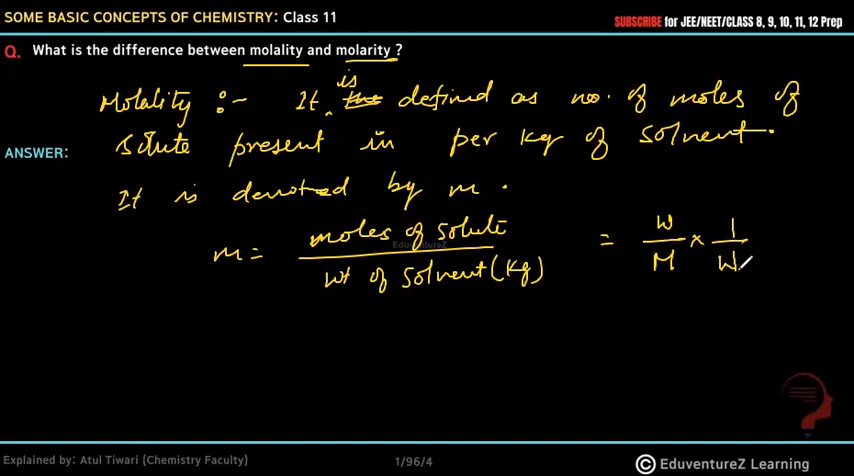 SOME BASIC CONCEPTS OF CHEMISTRY: Class 11
SUBSCRIBE for JEE/NEET/CLASS 8, 9, 10, 11, 12 Prep
Q. What is the difference between molality and molarity ?
Molality :- It is defined as no. of moles of
ANSWER: solute present in per kg of solvent.
It is denoted by m.
m = moles of solute / wt of solvent (kg) = W/M × 1/W
EduventureZ
Explained by: Atul Tiwari (Chemistry Faculty)
1/96/4
© EduventureZ Learning